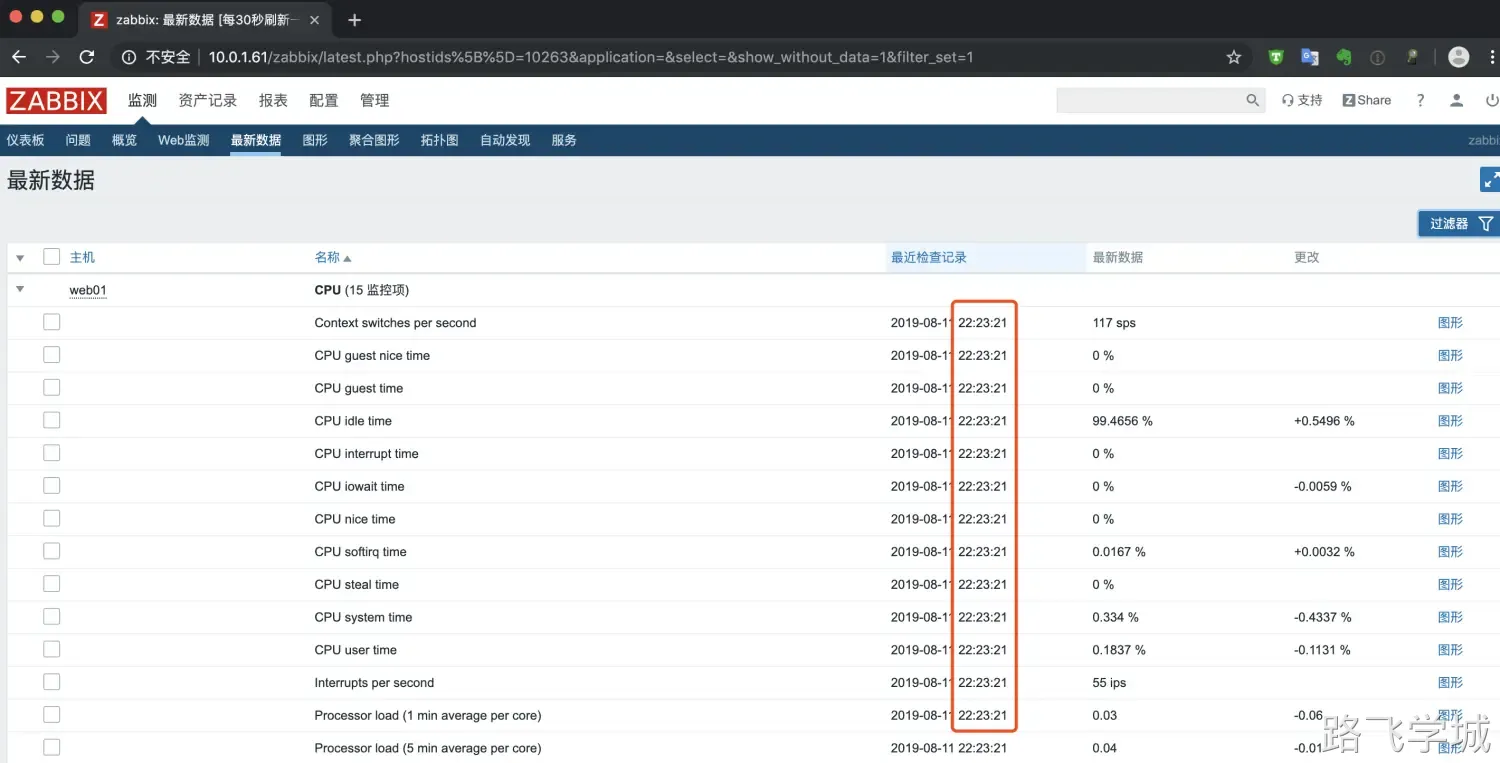 zabbix: 最新数据 [每30秒刷新一
不安全 10.0.1.61/zabbix/latest.php?hostids%5B%5D=10263&application=&select=&show_without_data=1&filter_set=1
ZABBIX 监测 资产记录 报表 配置 管理 支持 Share ?
仪表板 问题 概览 Web监测 最新数据 图形 聚合图形 拓扑图 自动发现 服务 zabbi
最新数据
过滤器
主机 名称 最近检查记录 最新数据 更改
web01 CPU (15 监控项)
Context switches per second 2019-08-11 22:23:21 117 sps 图形
CPU guest nice time 2019-08-11 22:23:21 0 % 图形
CPU guest time 2019-08-11 22:23:21 0 % 图形
CPU idle time 2019-08-11 22:23:21 99.4656 % +0.5496 % 图形
CPU interrupt time 2019-08-11 22:23:21 0 % 图形
CPU iowait time 2019-08-11 22:23:21 0 % -0.0059 % 图形
CPU nice time 2019-08-11 22:23:21 0 % 图形
CPU softirq time 2019-08-11 22:23:21 0.0167 % +0.0032 % 图形
CPU steal time 2019-08-11 22:23:21 0 % 图形
CPU system time 2019-08-11 22:23:21 0.334 % -0.4337 % 图形
CPU user time 2019-08-11 22:23:21 0.1837 % -0.1131 % 图形
Interrupts per second 2019-08-11 22:23:21 55 ips 图形
Processor load (1 min average per core) 2019-08-11 22:23:21 0.03 -0.06 图形
Processor load (5 min average per core) 2019-08-11 22:23:21 0.04 -0.01 图形
路飞学城